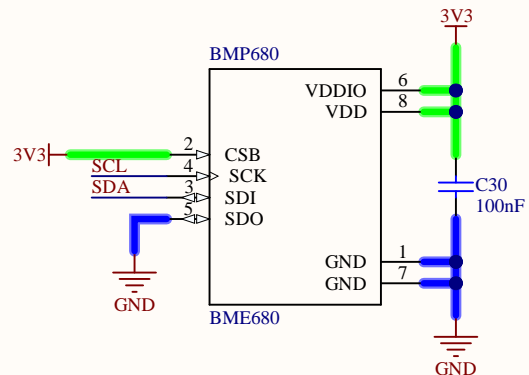 3V3
BMP680
VDDIO 6
VDD 8
3V3 2 CSB
SCL 4 SCK
SDA 3 SDI
5 SDO
C30
100nF
GND 1
GND 7
GND
BME680
GND